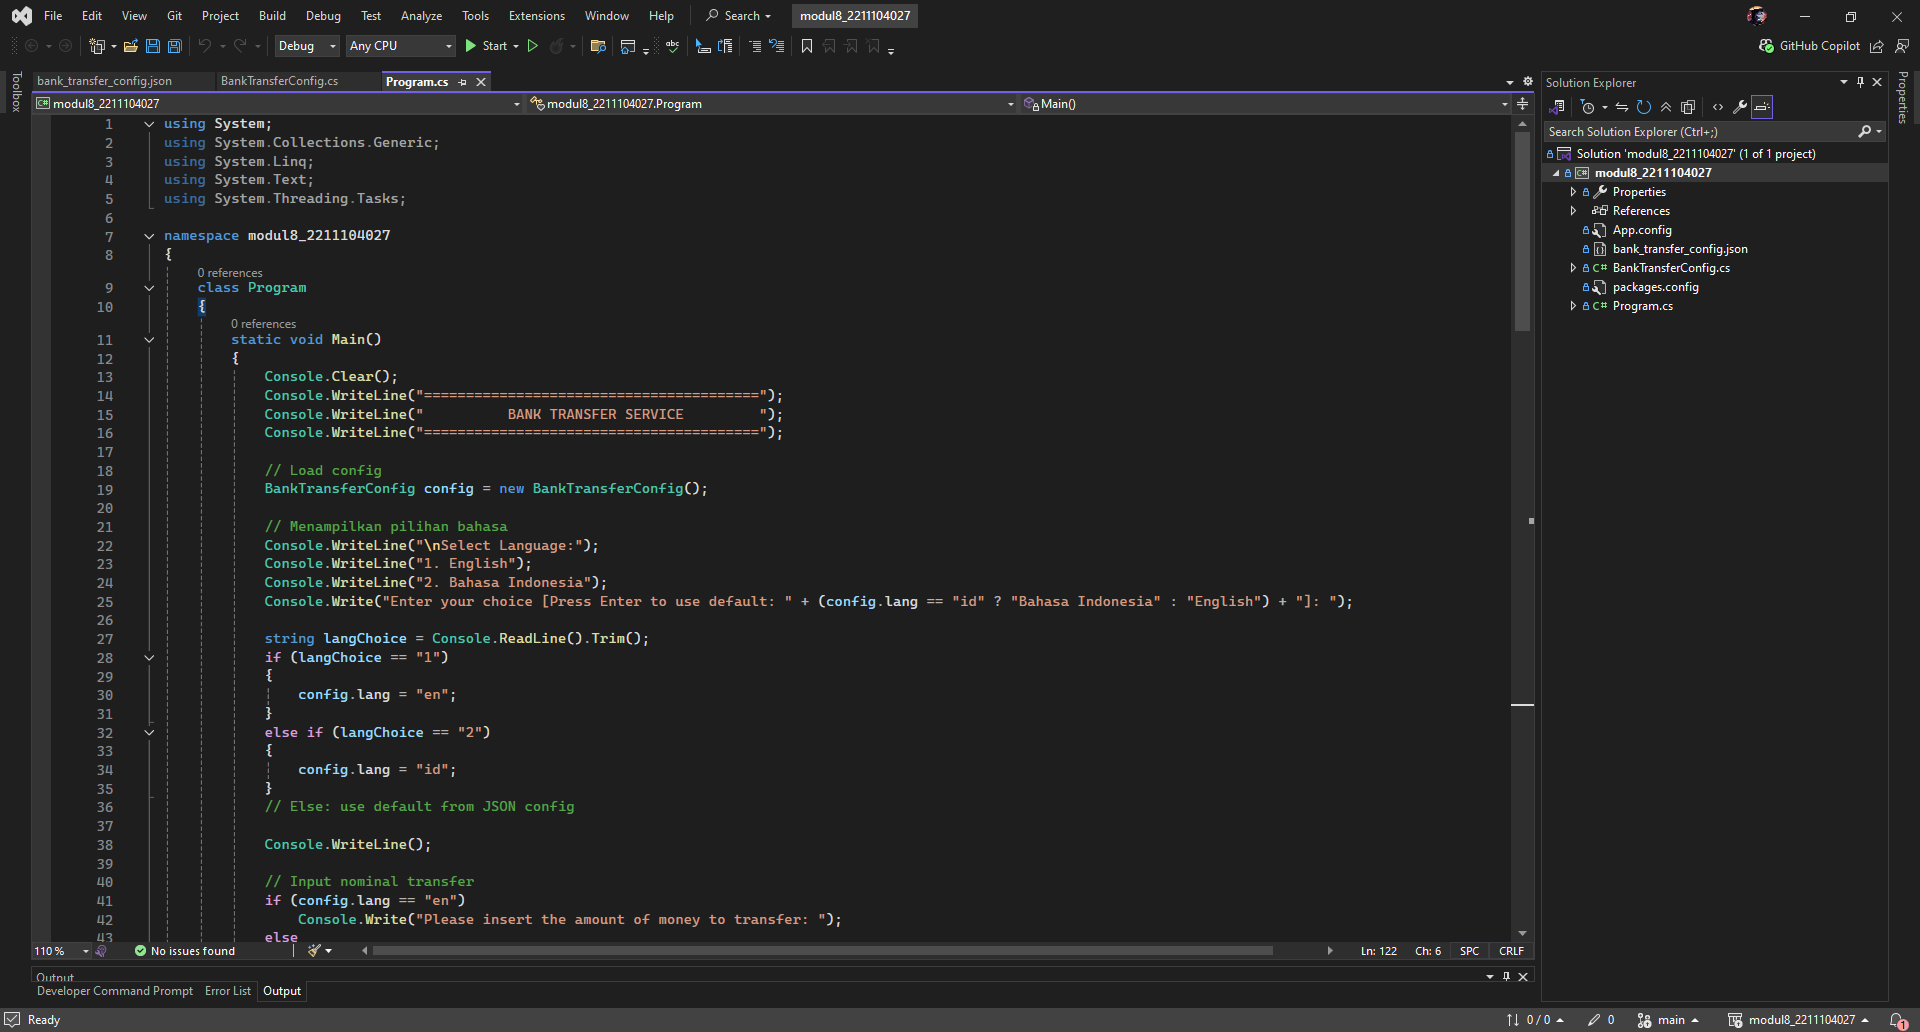 File Edit View Git Project Build Debug Test Analyze Tools Extensions Window Help Search modul8_2211104027
Debug Any CPU Start GitHub Copilot
Toolbox
bank_transfer_config.json BankTransferConfig.cs Program.cs
modul8_2211104027 modul8_2211104027.Program Main()
1 using System;
2 using System.Collections.Generic;
3 using System.Linq;
4 using System.Text;
5 using System.Threading.Tasks;
6
7 namespace modul8_2211104027
8 {
0 references
9 class Program
10 {
0 references
11 static void Main()
12 {
13 Console.Clear();
14 Console.WriteLine("========================================");
15 Console.WriteLine("          BANK TRANSFER SERVICE         ");
16 Console.WriteLine("========================================");
17
18 // Load config
19 BankTransferConfig config = new BankTransferConfig();
20
21 // Menampilkan pilihan bahasa
22 Console.WriteLine("\nSelect Language:");
23 Console.WriteLine("1. English");
24 Console.WriteLine("2. Bahasa Indonesia");
25 Console.Write("Enter your choice [Press Enter to use default: " + (config.lang == "id" ? "Bahasa Indonesia" : "English") + "]: ");
26
27 string langChoice = Console.ReadLine().Trim();
28 if (langChoice == "1")
29 {
30 config.lang = "en";
31 }
32 else if (langChoice == "2")
33 {
34 config.lang = "id";
35 }
36 // Else: use default from JSON config
37
38 Console.WriteLine();
39
40 // Input nominal transfer
41 if (config.lang == "en")
42 Console.Write("Please insert the amount of money to transfer: ");
43 else
110 % No issues found Ln: 122 Ch: 6 SPC CRLF
Output
Developer Command Prompt Error List Output
Solution Explorer
Search Solution Explorer (Ctrl+;)
Solution 'modul8_2211104027' (1 of 1 project)
modul8_2211104027
Properties
References
App.config
bank_transfer_config.json
BankTransferConfig.cs
packages.config
Program.cs
Properties
Ready 0 / 0 0 main modul8_2211104027 1